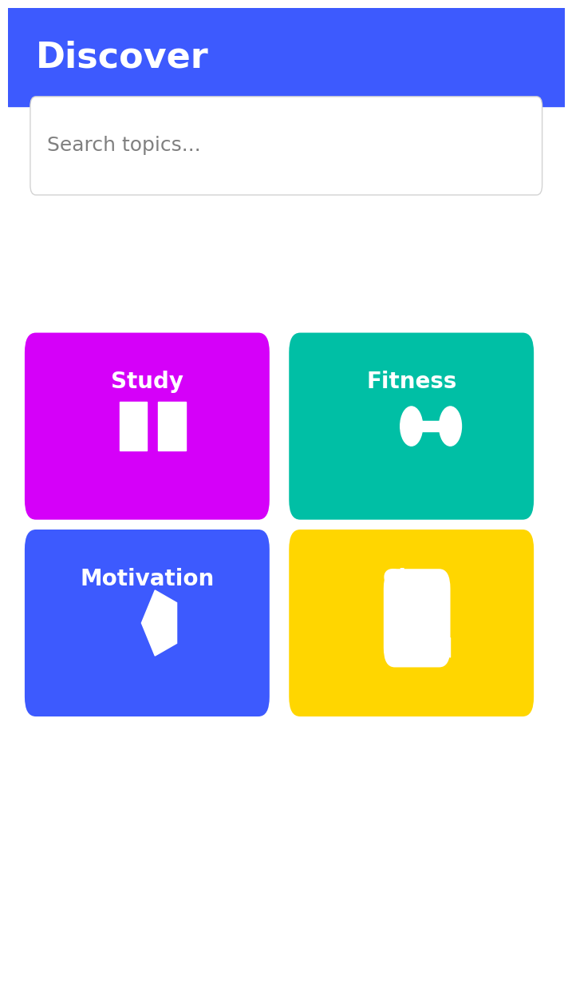 Discover
Search topics...
Study
Fitness
Motivation